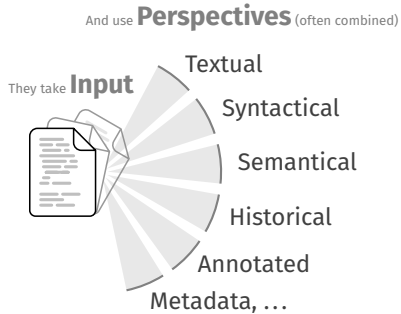 And use Perspectives (often combined)
Textual
They take Input
Syntactical
Semantical
Historical
Annotated
Metadata, …